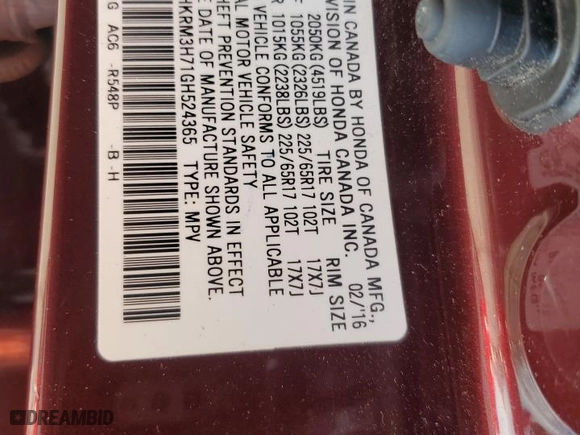 IN CANADA BY HONDA OF CANADA MFG.,
VISION OF HONDA CANADA INC. 02/'16
TIRE SIZE RIM SIZE
2050KG (4519LBS)
1055KG (2326LBS) 225/65R17 102T 17X7J
1015KG (2238LBS) 225/65R17 102T 17X7J
VEHICLE CONFORMS TO ALL APPLICABLE
MOTOR VEHICLE SAFETY
PREVENTION STANDARDS IN EFFECT
DATE OF MANUFACTURE SHOWN ABOVE.
HKRM3H71GH524365 TYPE: MPV
G AC6 -R548P -B -H
DREAMBID